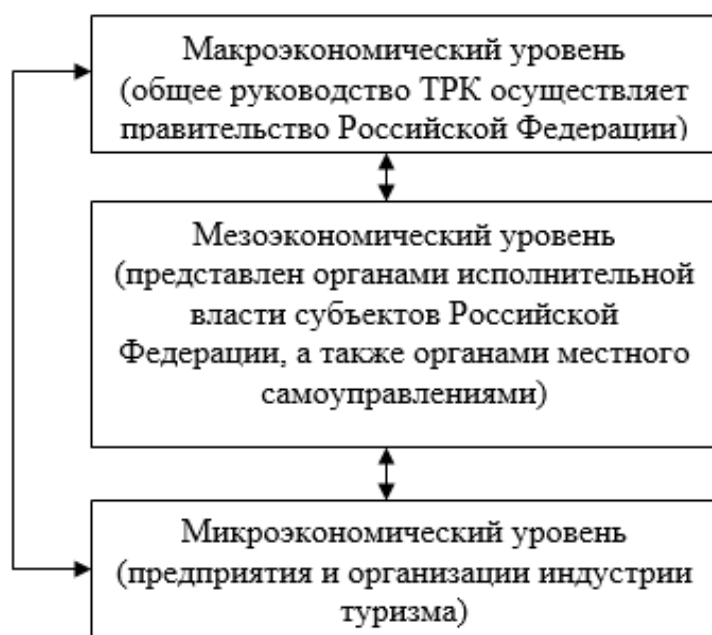 Макроэкономический уровень
(общее руководство ТРК осуществляет
правительство Российской Федерации)
Мезоэкономический уровень
(представлен органами исполнительной
власти субъектов Российской
Федерации, а также органами местного
самоуправлениями)
Микроэкономический уровень
(предприятия и организации индустрии
туризма)